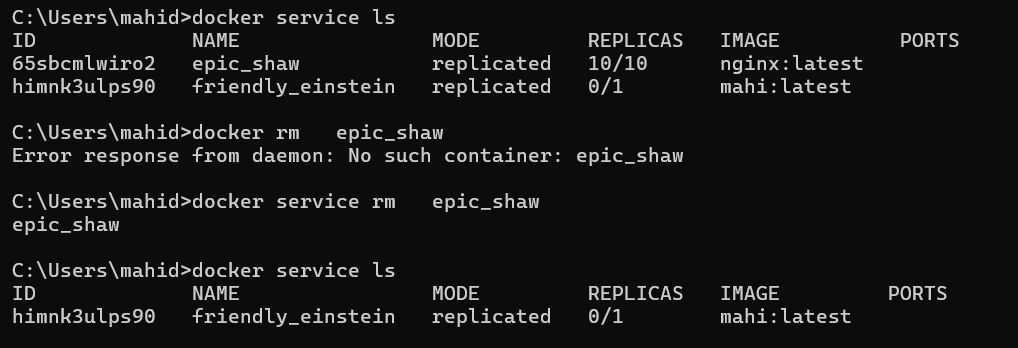 C:\Users\mahid>docker service ls
ID             NAME                MODE         REPLICAS   IMAGE          PORTS
65sbcmlwiro2   epic_shaw           replicated   10/10      nginx:latest
himnk3ulps90   friendly_einstein   replicated   0/1        mahi:latest
C:\Users\mahid>docker rm   epic_shaw
Error response from daemon: No such container: epic_shaw
C:\Users\mahid>docker service rm   epic_shaw
epic_shaw
C:\Users\mahid>docker service ls
ID             NAME                MODE         REPLICAS   IMAGE         PORTS
himnk3ulps90   friendly_einstein   replicated   0/1        mahi:latest